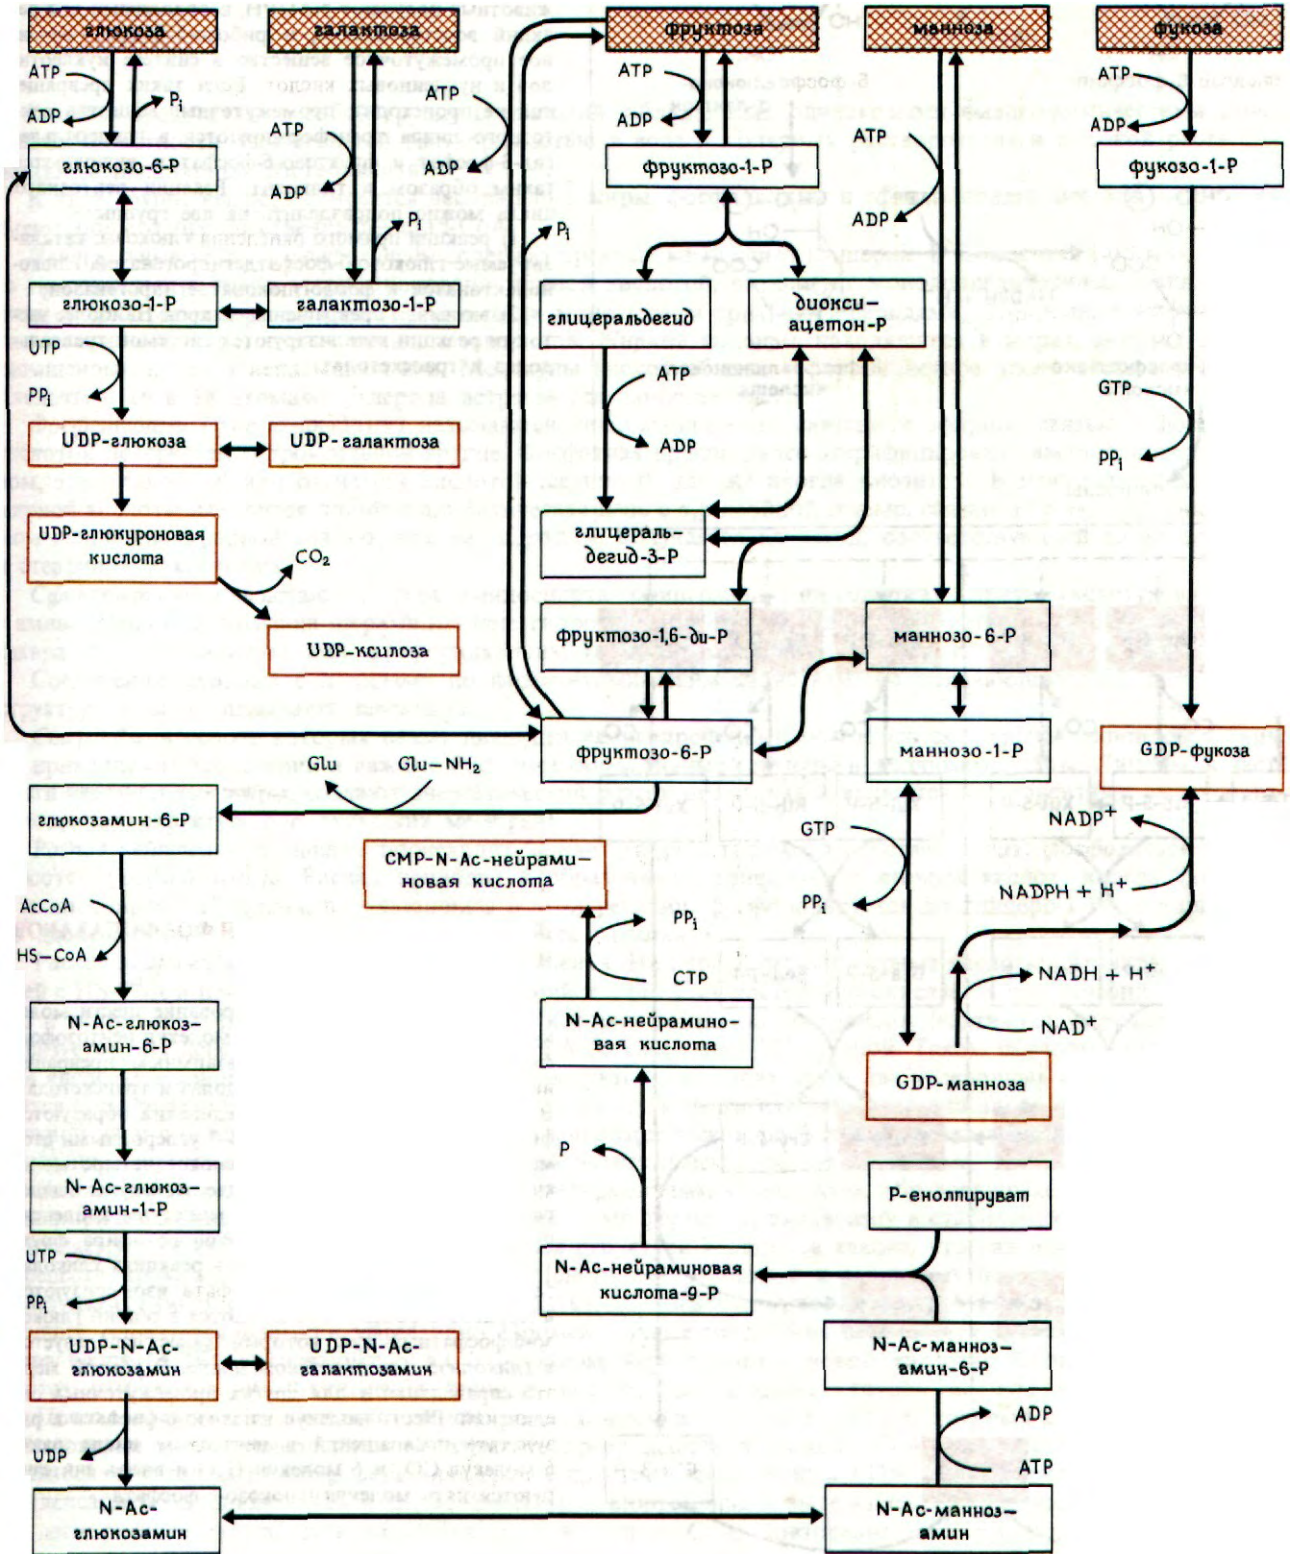 глюкоза
галактоза
фруктоза
манноза
фукоза
ATP
ADP
Pi
ATP
ADP
ATP
ADP
ATP
ADP
ATP
ADP
глюкозо-6-P
фруктозо-1-P
фукозо-1-P
Pi
Pi
глюкозо-1-P
галактозо-1-P
глицеральдегид
диокси-
ацетон-P
UTP
PPi
ATP
ADP
GTP
PPi
UDP-глюкоза
UDP-галактоза
UDP-глюкуроновая
кислота
CO2
глицераль-
дегид-3-P
UDP-ксилоза
фруктозо-1,6-ди-P
маннозо-6-P
фруктозо-6-P
маннозо-1-P
GDP-фукоза
Glu
Glu-NH2
глюкозамин-6-P
CMP-N-Ac-нейрами-
новая кислота
GTP
PPi
NADP+
NADPH + H+
AcCoA
HS-CoA
PPi
CTP
NADH + H+
NAD+
N-Ac-глюкоз-
амин-6-P
N-Ac-нейрамино-
вая кислота
GDP-манноза
P
N-Ac-глюкоз-
амин-1-P
P-енолпируват
UTP
PPi
N-Ac-нейраминовая
кислота-9-P
UDP-N-Ac-
глюкозамин
UDP-N-Ac-
галактозамин
N-Ac-манноз-
амин-6-P
UDP
ADP
ATP
N-Ac-
глюкозамин
N-Ac-манноз-
амин